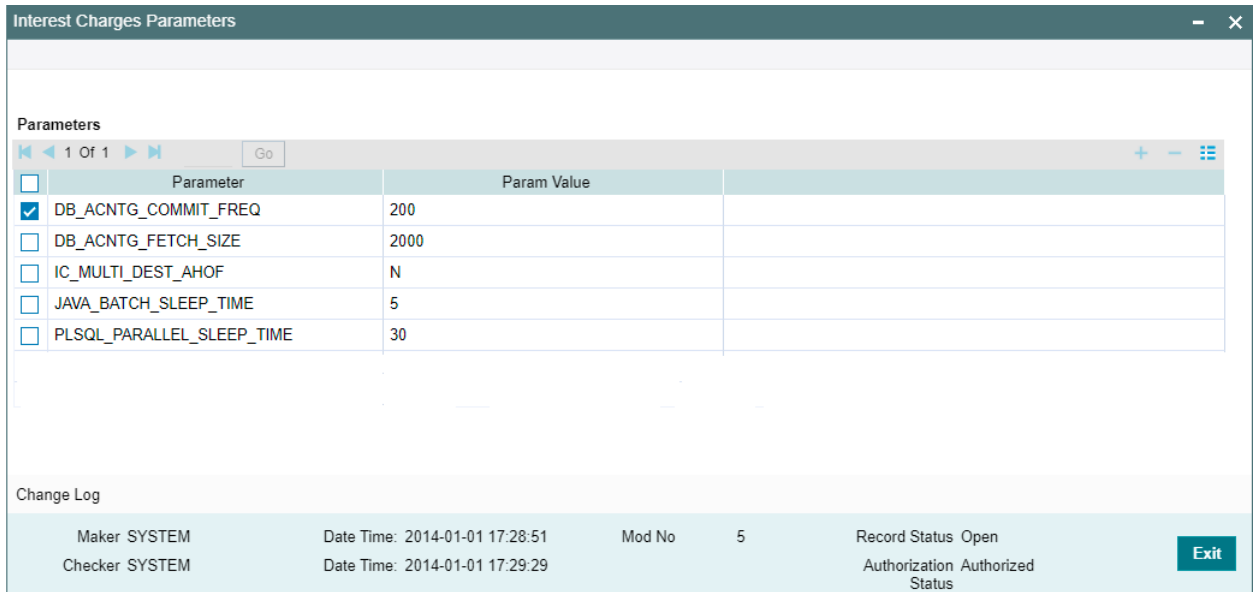 Interest Charges Parameters
Parameters
1 Of 1 Go
Parameter Param Value
DB_ACNTG_COMMIT_FREQ 200
DB_ACNTG_FETCH_SIZE 2000
IC_MULTI_DEST_AHOF N
JAVA_BATCH_SLEEP_TIME 5
PLSQL_PARALLEL_SLEEP_TIME 30
Change Log
Maker SYSTEM Date Time: 2014-01-01 17:28:51 Mod No 5 Record Status Open
Checker SYSTEM Date Time: 2014-01-01 17:29:29 Authorization Authorized
Status
Exit